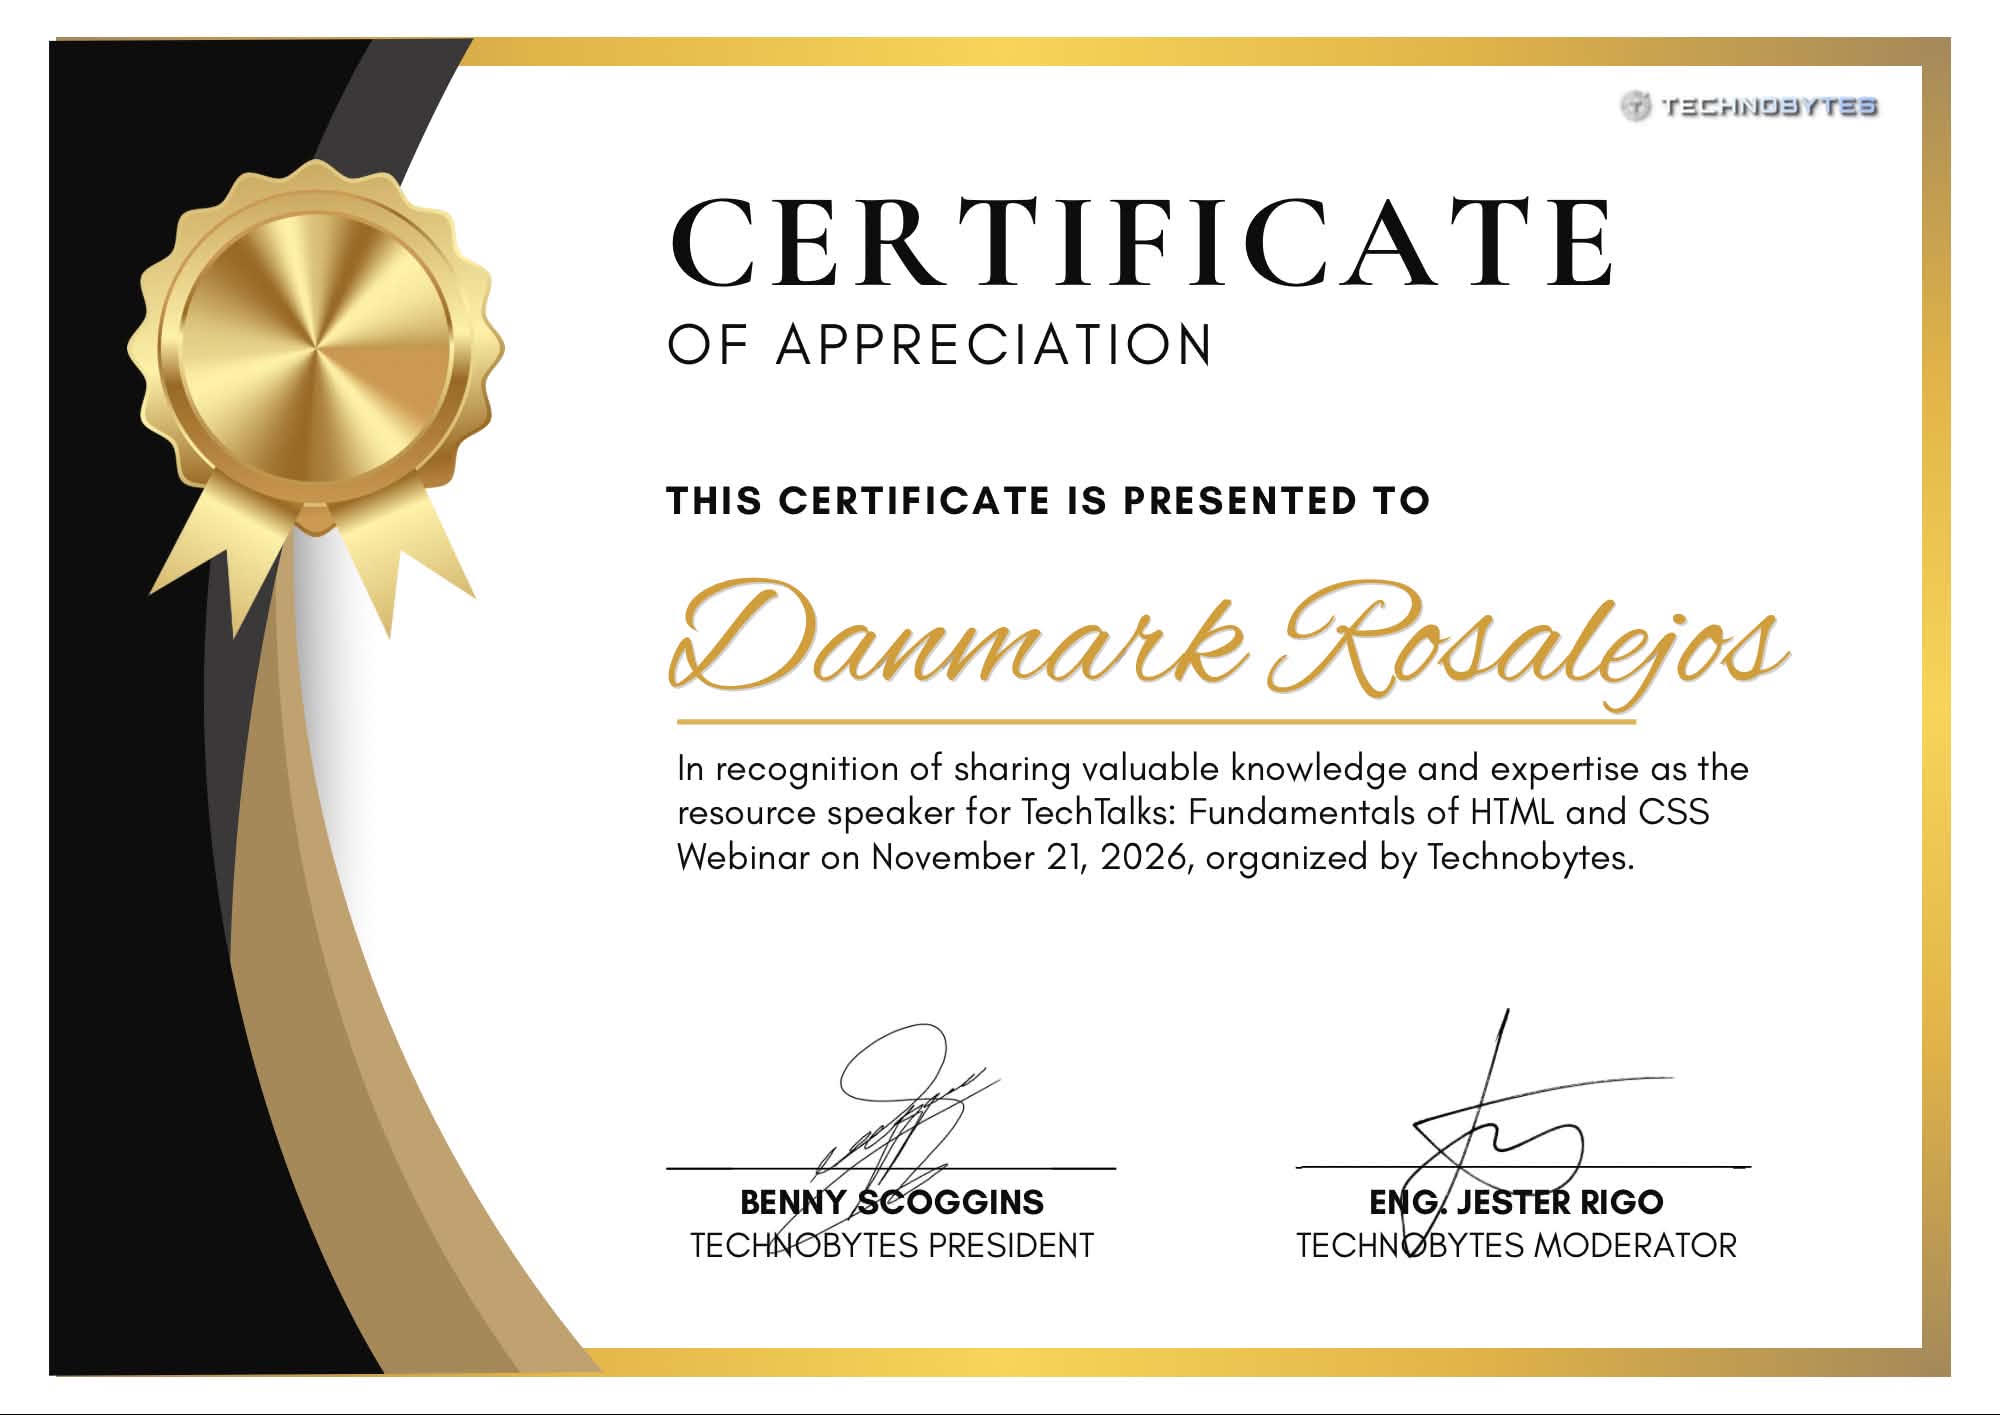 TECHNOBYTES
CERTIFICATE
OF APPRECIATION
THIS CERTIFICATE IS PRESENTED TO
Danmark Rosalejos
In recognition of sharing valuable knowledge and expertise as the
resource speaker for TechTalks: Fundamentals of HTML and CSS
Webinar on November 21, 2026, organized by Technobytes.
BENNY SCOGGINS
TECHNOBYTES PRESIDENT
ENG. JESTER RIGO
TECHNOBYTES MODERATOR